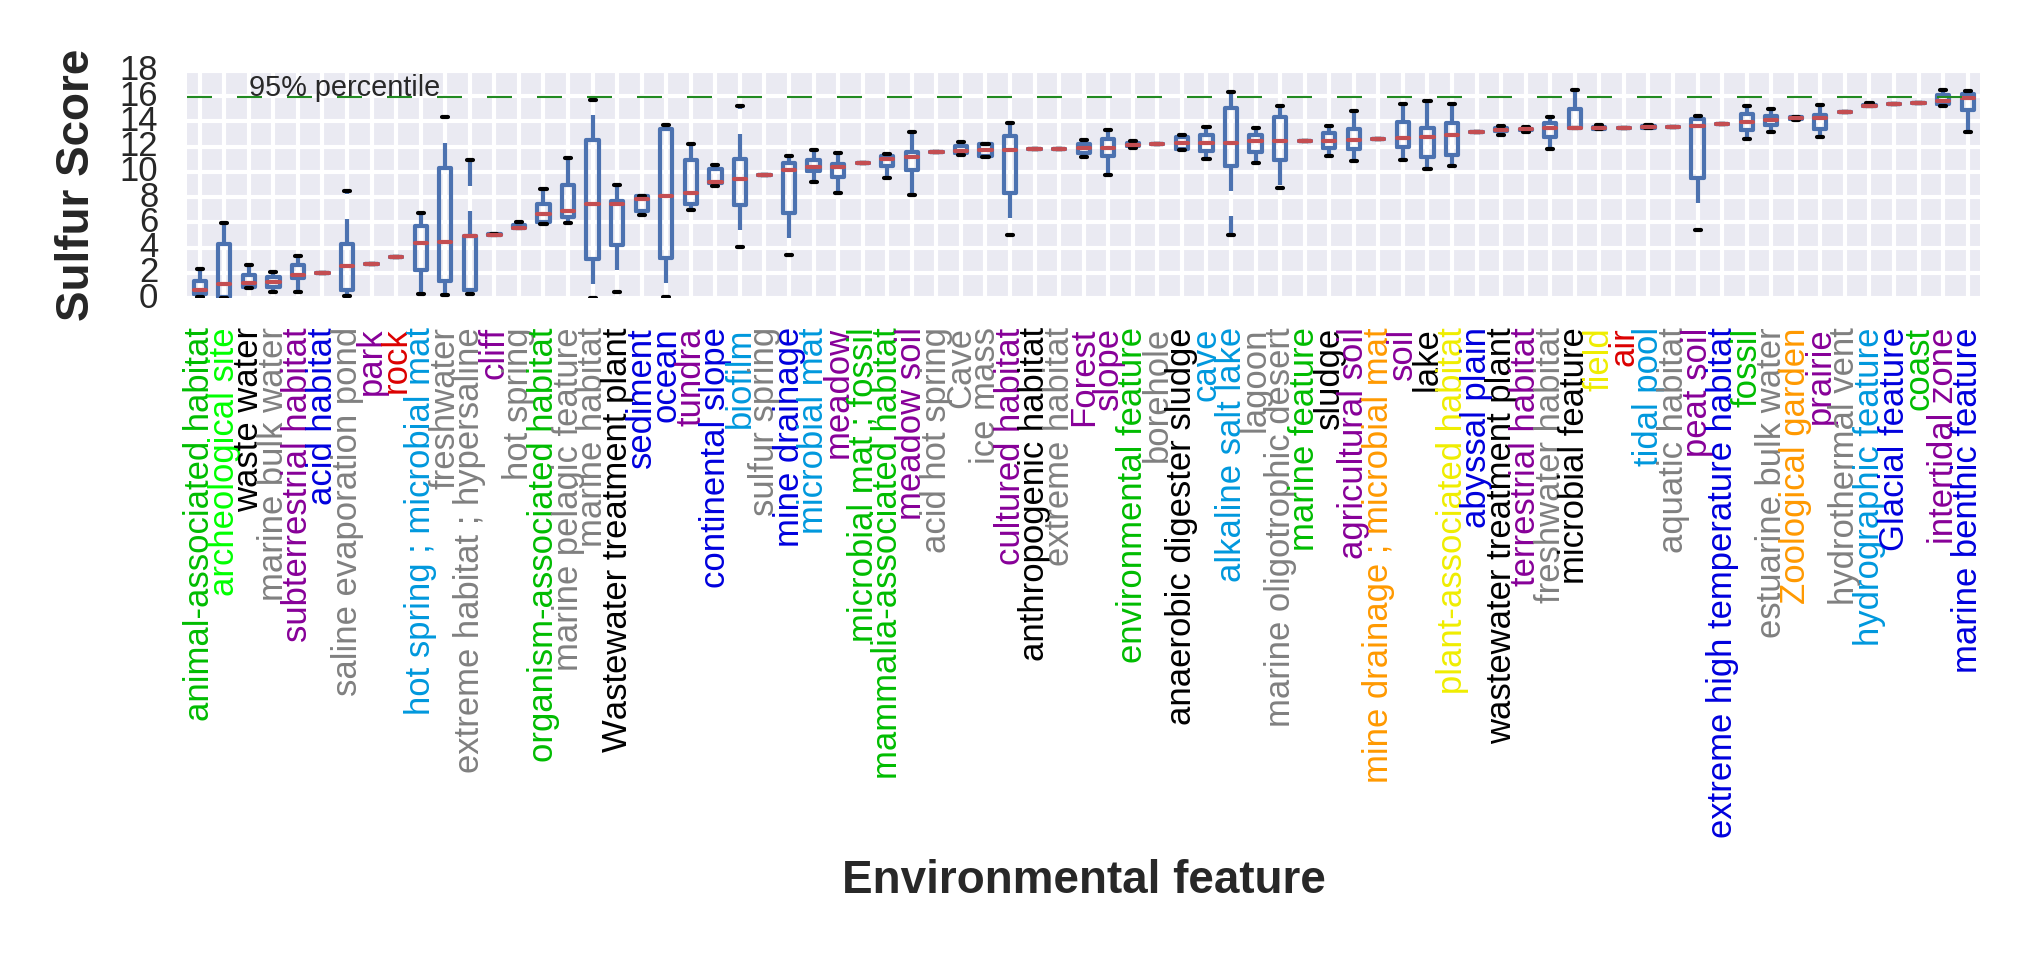 Sulfur Score
18
16
14
12
10
8
6
4
2
0
95% percentile
animal-associated habitat
archeological site
waste water
marine bulk water
subterrestrial habitat
acid habitat
saline evaporation pond
park
rock
hot spring ; microbial mat
freshwater
extreme habitat ; hypersaline
cliff
hot spring
organism-associated habitat
marine pelagic feature
marine habitat
Wastewater treatment plant
sediment
ocean
tundra
continental slope
biofilm
sulfur spring
mine drainage
microbial mat
meadow
microbial mat ; fossil
mammalia-associated habitat
meadow soil
acid hot spring
Cave
ice mass
cultured habitat
anthropogenic habitat
extreme habitat
Forest
slope
environmental feature
borehole
anaerobic digester sludge
cave
alkaline salt lake
lagoon
marine oligotrophic desert
marine feature
sludge
agricultural soil
mine drainage ; microbial mat
soil
lake
plant-associated habitat
abyssal plain
wastewater treatment plant
terrestrial habitat
freshwater habitat
microbial feature
field
air
tidal pool
aquatic habitat
peat soil
extreme high temperature habitat
fossil
estuarine bulk water
Zoological garden
prairie
hydrothermal vent
hydrographic feature
Glacial feature
coast
intertidal zone
marine benthic feature
Environmental feature